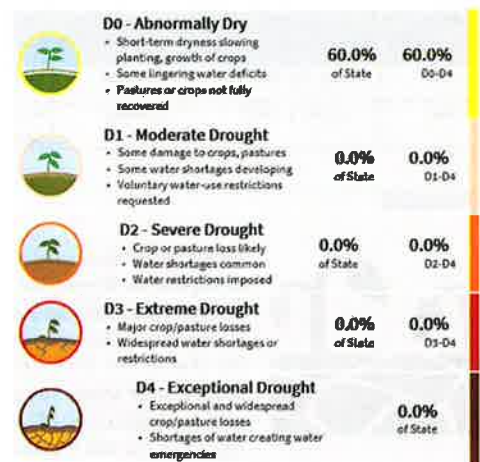 D0 - Abnormally Dry
• Short-term dryness slowing
planting, growth of crops
• Some lingering water deficits
• Pastures or crops not fully
recovered
60.0%
of State
60.0%
D0-D4
D1 - Moderate Drought
• Some damage to crops, pastures
• Some water shortages developing
• Voluntary water-use restrictions
requested
0.0%
of State
0.0%
D1-D4
D2 - Severe Drought
• Crop or pasture loss likely
• Water shortages common
• Water restrictions imposed
0.0%
of State
0.0%
D2-D4
D3 - Extreme Drought
• Major crop/pasture losses
• Widespread water shortages or
restrictions
0.0%
of State
0.0%
D3-D4
D4 - Exceptional Drought
• Exceptional and widespread
crop/pasture losses
• Shortages of water creating water
emergencies
0.0%
of State